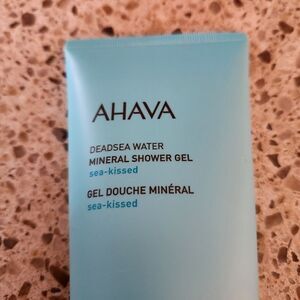 AHAVA
DEADSEA WATER
MINERAL SHOWER GEL
sea-kissed
GEL DOUCHE MINÉRAL
sea-kissed